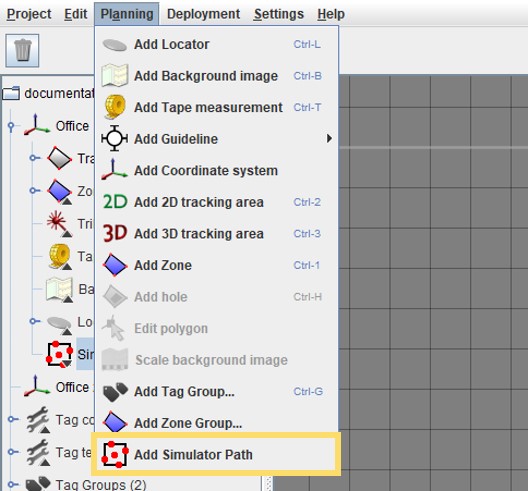 Project Edit Planning Deployment Settings Help
Add Locator Ctrl-L
Add Background image Ctrl-B
Add Tape measurement Ctrl-T
Add Guideline
Add Coordinate system
Add 2D tracking area Ctrl-2
Add 3D tracking area Ctrl-3
Add Zone Ctrl-1
Add hole Ctrl-H
Edit polygon
Scale background image
Add Tag Group... Ctrl-G
Add Zone Group...
Add Simulator Path
2D
3D
documentat
Office
Tra
Zo
Tri
Ta
Ba
Lo
Sir
Office
Tag co
Tag te
Tag Groups (2)